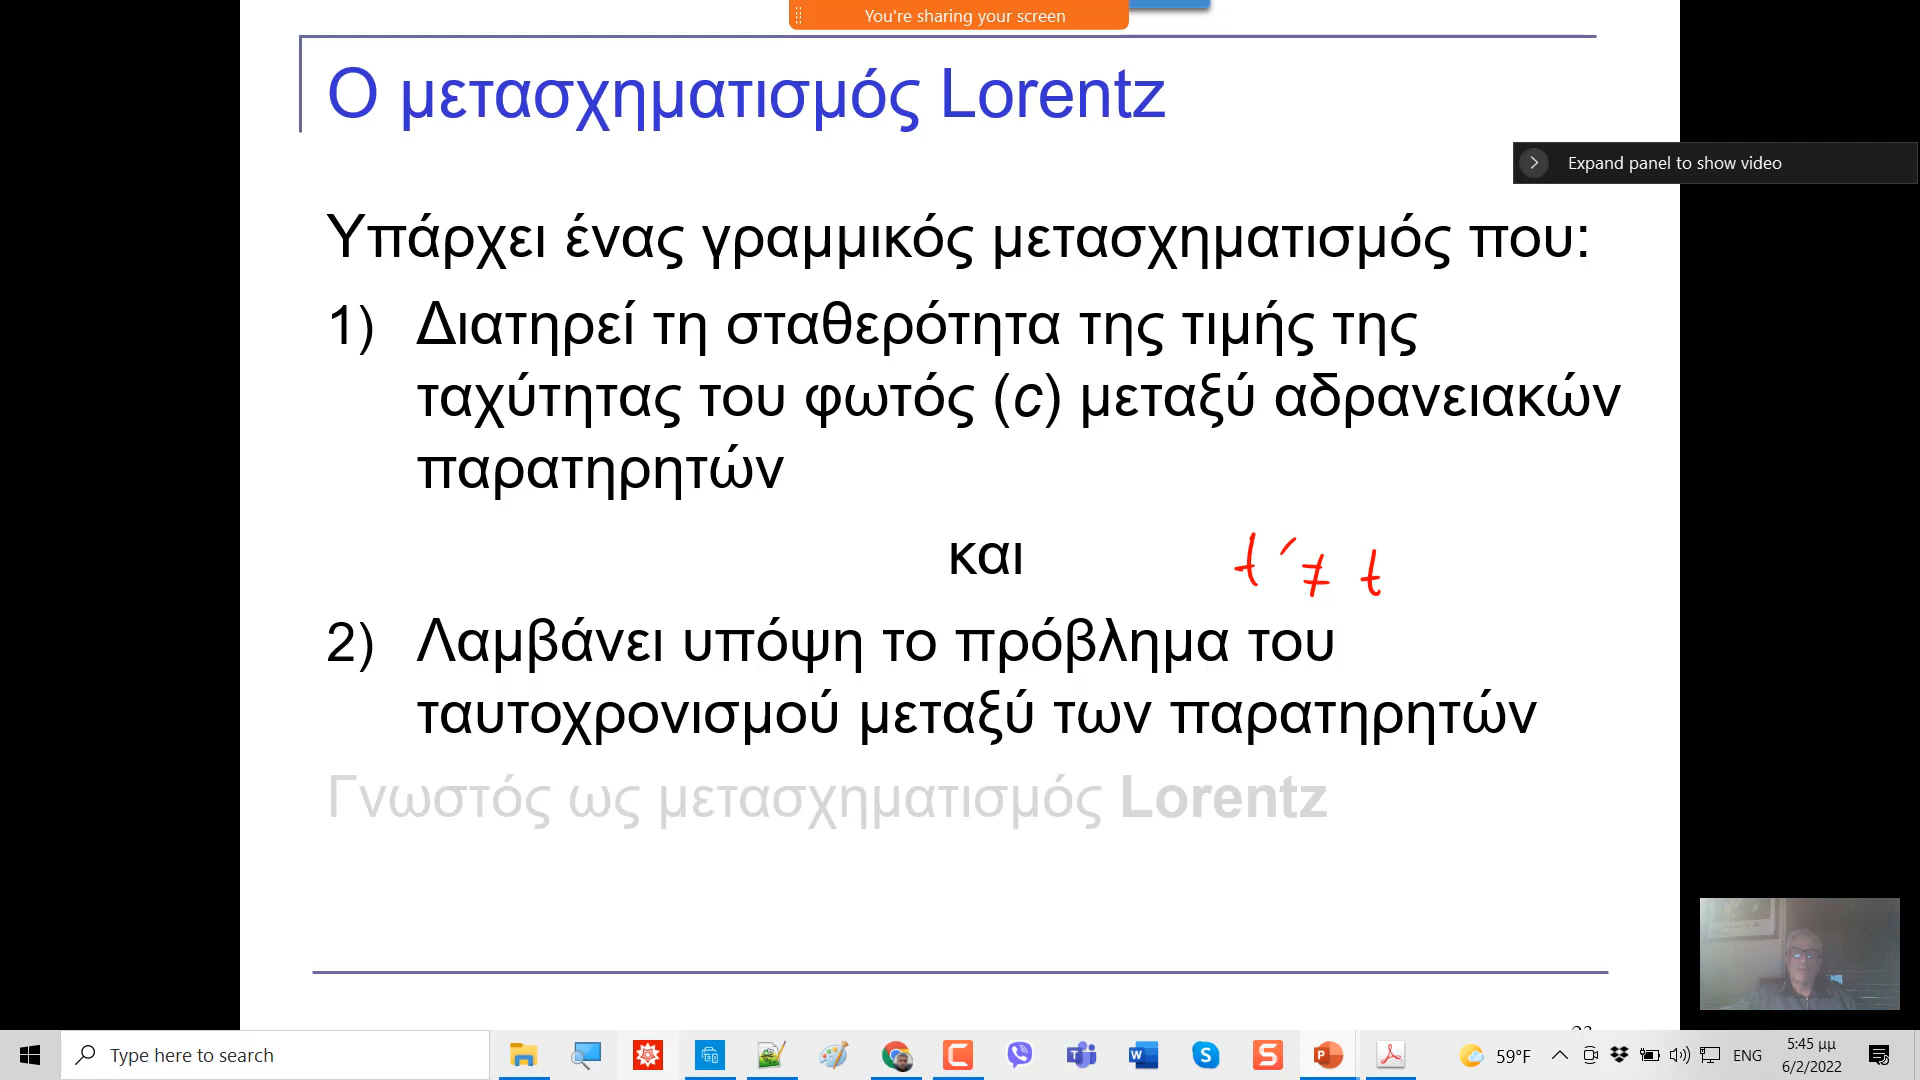 You're sharing your screen
Ο μετασχηματισμός Lorentz
Expand panel to show video
Υπάρχει ένας γραμμικός μετασχηματισμός που:
1) Διατηρεί τη σταθερότητα της τιμής της
ταχύτητας του φωτός (c) μεταξύ αδρανειακών
παρατηρητών
και
t' ≠ t
2) Λαμβάνει υπόψη το πρόβλημα του
ταυτοχρονισμού μεταξύ των παρατηρητών
Γνωστός ως μετασχηματισμός Lorentz
Type here to search
59°F
ENG
5:45 μμ
6/2/2022